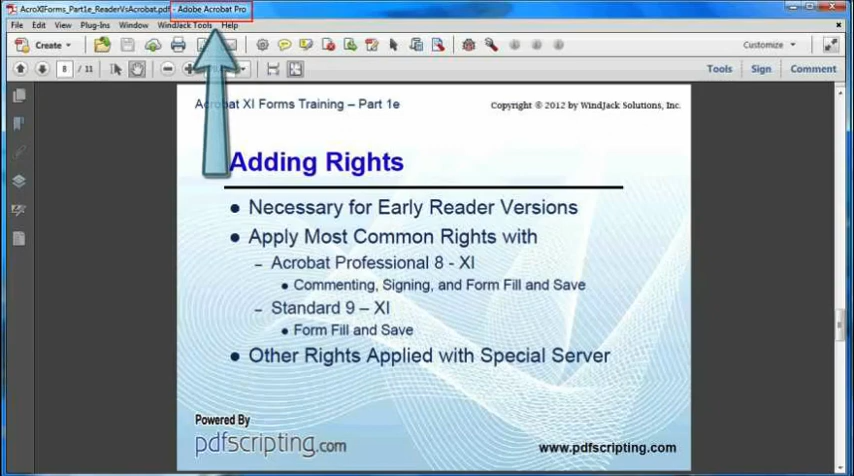 AcroXIForms_Part1e_ReaderVsAcrobat.pdf - Adobe Acrobat Pro
File Edit View Plug-Ins Window WindJack Tools Help
Create
Customize
8 / 11
Tools Sign Comment
Acrobat XI Forms Training – Part 1e
Copyright © 2012 by WindJack Solutions, Inc.
Adding Rights
● Necessary for Early Reader Versions
● Apply Most Common Rights with
– Acrobat Professional 8 - XI
● Commenting, Signing, and Form Fill and Save
– Standard 9 – XI
● Form Fill and Save
● Other Rights Applied with Special Server
Powered By
pdfscripting.com
www.pdfscripting.com